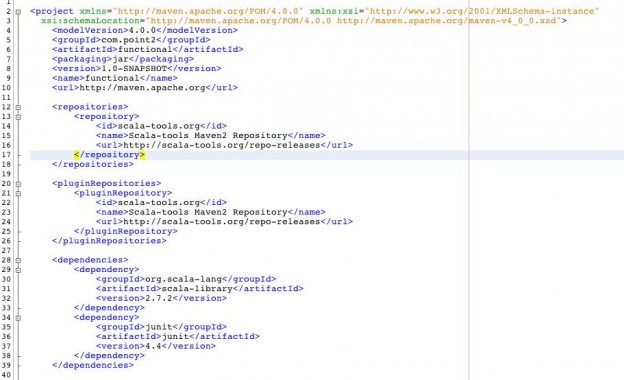 1
2 <project xmlns="http://maven.apache.org/POM/4.0.0" xmlns:xsi="http://www.w3.org/2001/XMLSchema-instance"
3 xsi:schemaLocation="http://maven.apache.org/POM/4.0.0 http://maven.apache.org/maven-v4_0_0.xsd">
4 <modelVersion>4.0.0</modelVersion>
5 <groupId>com.point2</groupId>
6 <artifactId>functional</artifactId>
7 <packaging>jar</packaging>
8 <version>1.0-SNAPSHOT</version>
9 <name>functional</name>
10 <url>http://maven.apache.org</url>
11
12 <repositories>
13 <repository>
14 <id>scala-tools.org</id>
15 <name>Scala-tools Maven2 Repository</name>
16 <url>http://scala-tools.org/repo-releases</url>
17 </repository>
18 </repositories>
19
20 <pluginRepositories>
21 <pluginRepository>
22 <id>scala-tools.org</id>
23 <name>Scala-tools Maven2 Repository</name>
24 <url>http://scala-tools.org/repo-releases</url>
25 </pluginRepository>
26 </pluginRepositories>
27
28 <dependencies>
29 <dependency>
30 <groupId>org.scala-lang</groupId>
31 <artifactId>scala-library</artifactId>
32 <version>2.7.2</version>
33 </dependency>
34 <dependency>
35 <groupId>junit</groupId>
36 <artifactId>junit</artifactId>
37 <version>4.4</version>
38 </dependency>
39 </dependencies>
40